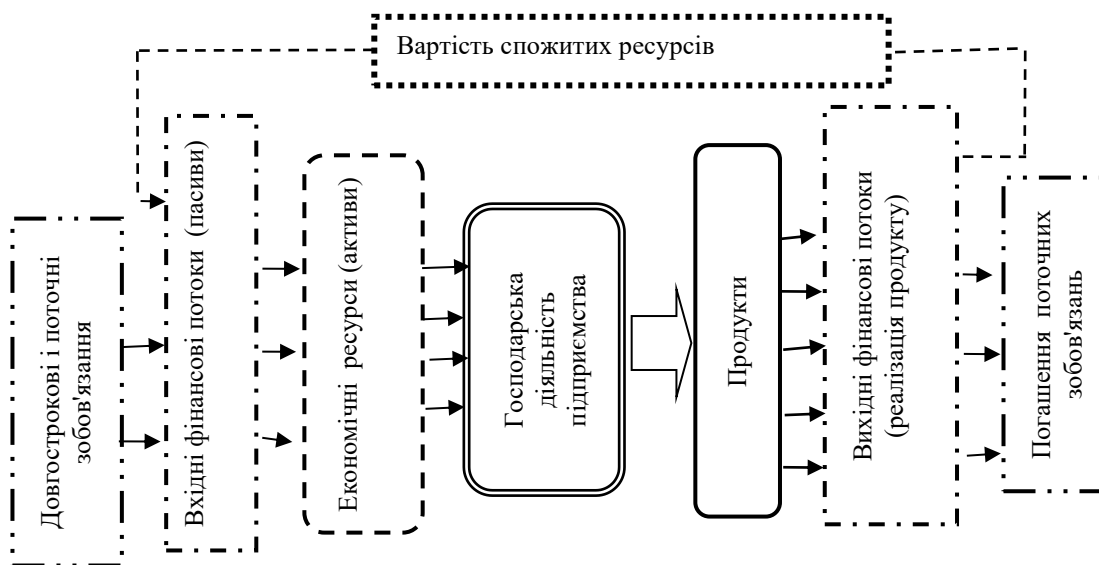 Вартість спожитих ресурсів
Довгострокові і поточні
зобов'язання
Вхідні фінансові потоки (пасиви)
Економічні ресурси (активи)
Господарська
діяльність
підприємства
Продукти
Вихідні фінансові потоки
(реалізація продукту)
Погашення поточних
зобов'язань